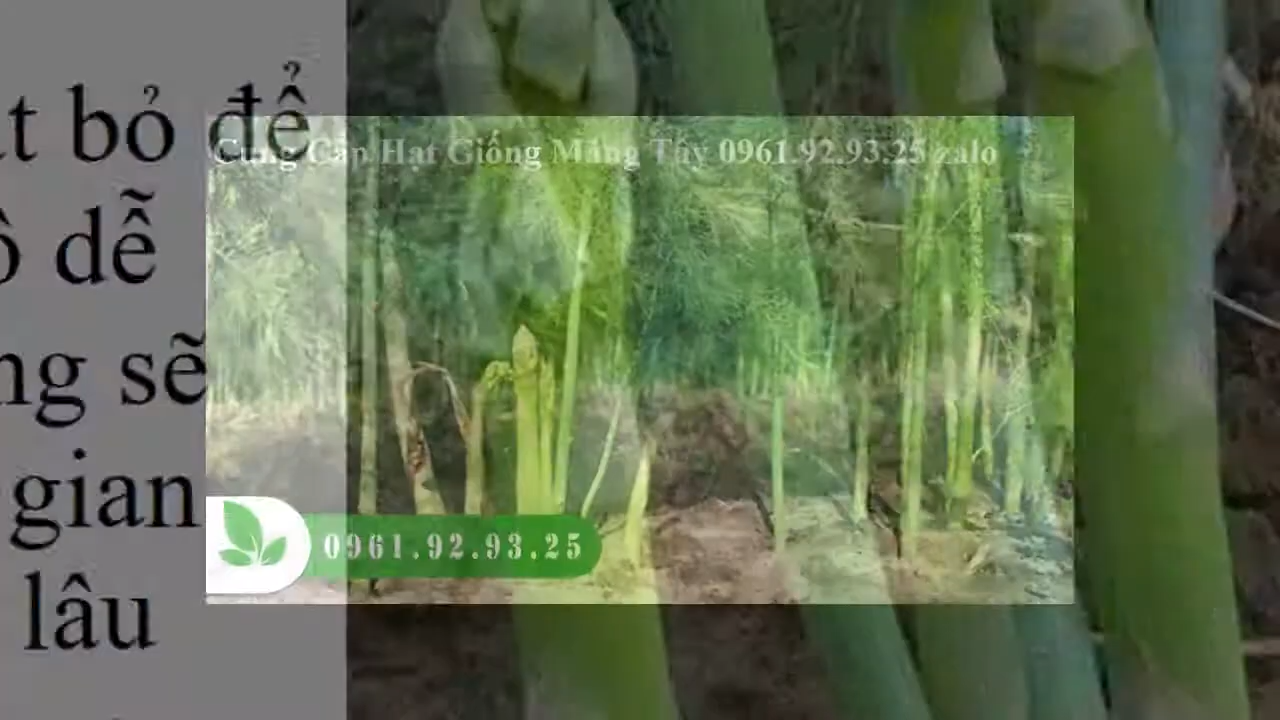 bỏ để
Cung Cấp Hạt Giống Măng Tây 0961.92.93.25 zalo
dễ
sẽ
gian
0961.92.93.25
lâu